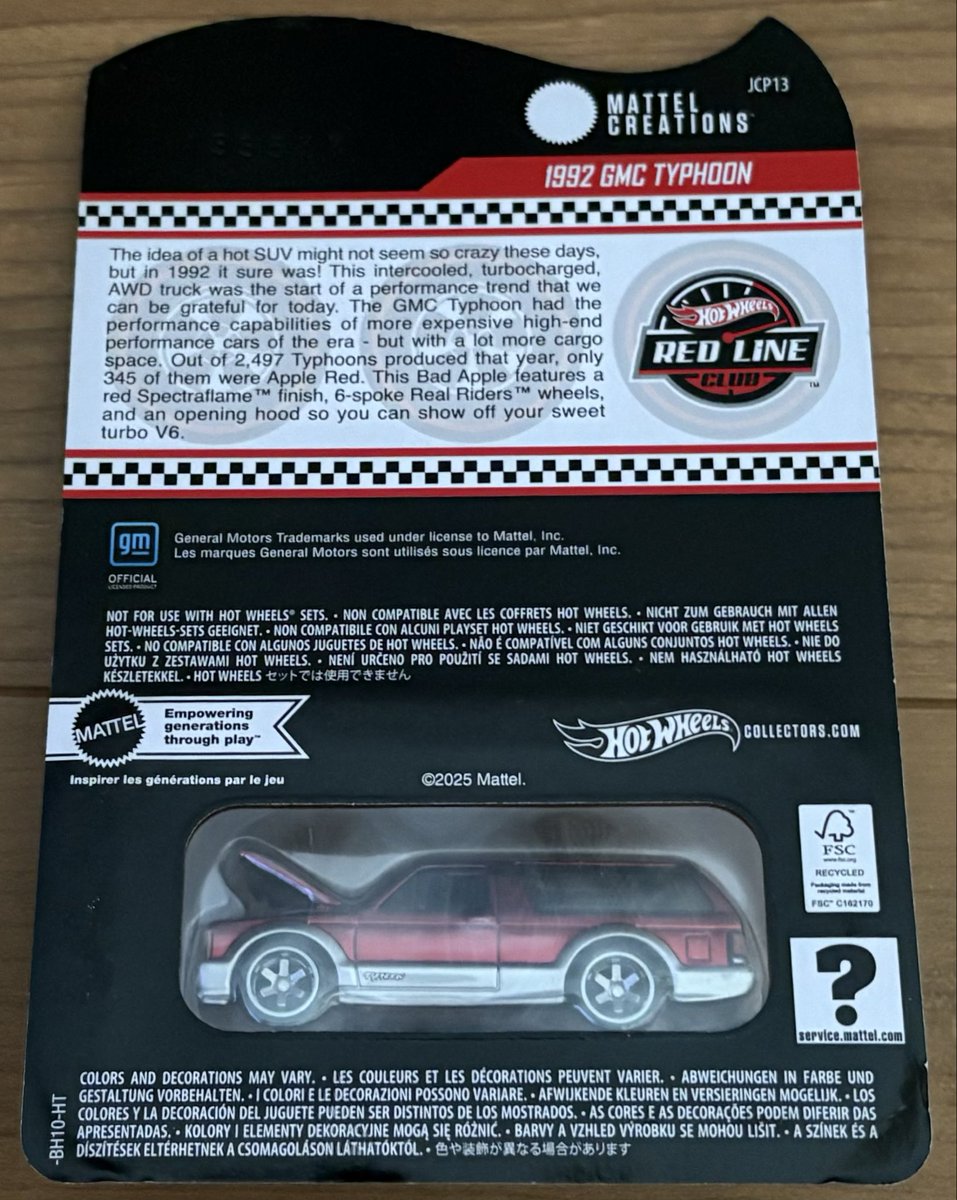 JCP13
MATTEL
CREATIONS™
1992 GMC TYPHOON
The idea of a hot SUV might not seem so crazy these days,
but in 1992 it sure was! This intercooled, turbocharged,
AWD truck was the start of a performance trend that we
can be grateful for today. The GMC Typhoon had the
performance capabilities of more expensive high-end
performance cars of the era - but with a lot more cargo
space. Out of 2,497 Typhoons produced that year, only
345 of them were Apple Red. This Bad Apple features a
red Spectraflame™ finish, 6-spoke Real Riders™ wheels,
and an opening hood so you can show off your sweet
turbo V6.
HOT WHEELS
RED LINE
CLUB™
gm
OFFICIAL
LICENSED PRODUCT
General Motors Trademarks used under license to Mattel, Inc.
Les marques General Motors sont utilisés sous licence par Mattel, Inc.
NOT FOR USE WITH HOT WHEELS® SETS. • NON COMPATIBLE AVEC LES COFFRETS HOT WHEELS. • NICHT ZUM GEBRAUCH MIT ALLEN
HOT-WHEELS-SETS GEEIGNET. • NON COMPATIBILE CON ALCUNI PLAYSET HOT WHEELS. • NIET GESCHIKT VOOR GEBRUIK MET HOT WHEELS
SETS. • NO COMPATIBLE CON ALGUNOS JUGUETES DE HOT WHEELS. • NÃO É COMPATÍVEL COM ALGUNS CONJUNTOS HOT WHEELS. • NIE DO
UŻYTKU Z ZESTAWAMI HOT WHEELS. • NENÍ URČENO PRO POUŽITÍ SE SADAMI HOT WHEELS. • NEM HASZNÁLHATÓ HOT WHEELS
KÉSZLETEKKEL. • HOT WHEELS セットでは使用できません
MATTEL
Empowering
generations
through play™
Inspirer les générations par le jeu
HOT WHEELS COLLECTORS.COM
©2025 Mattel.
FSC
www.fsc.org
RECYCLED
Packaging made from
recycled material
FSC™ C162170
TYPHOON
?
service.mattel.com
COLORS AND DECORATIONS MAY VARY. • LES COULEURS ET LES DÉCORATIONS PEUVENT VARIER. • ABWEICHUNGEN IN FARBE UND
GESTALTUNG VORBEHALTEN. • I COLORI E LE DECORAZIONI POSSONO VARIARE. • AFWIJKENDE KLEUREN EN VERSIERINGEN MOGELIJK. • LOS
COLORES Y LA DECORACIÓN DEL JUGUETE PUEDEN SER DISTINTOS DE LOS MOSTRADOS. • AS CORES E AS DECORAÇÕES PODEM DIFERIR DAS
APRESENTADAS. • KOLORY I ELEMENTY DEKORACYJNE MOGĄ SIĘ RÓŻNIĆ. • BARVY A VZHLED VÝROBKU SE MOHOU LIŠIT. • A SZÍNEK ÉS A
DÍSZÍTÉSEK ELTÉRHETNEK A CSOMAGOLÁSON LÁTHATÓKTÓL. • 色や装飾が異なる場合があります
-BH10-HT